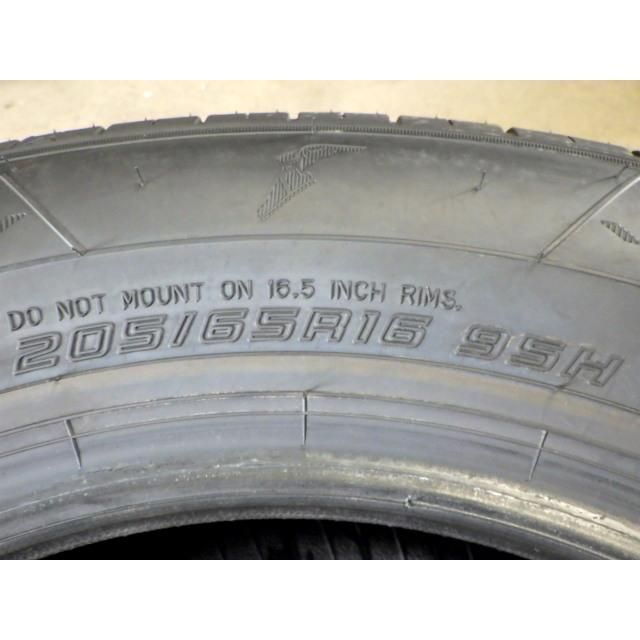 DO NOT MOUNT ON 16.5 INCH RIMS.
205/65R16 95H